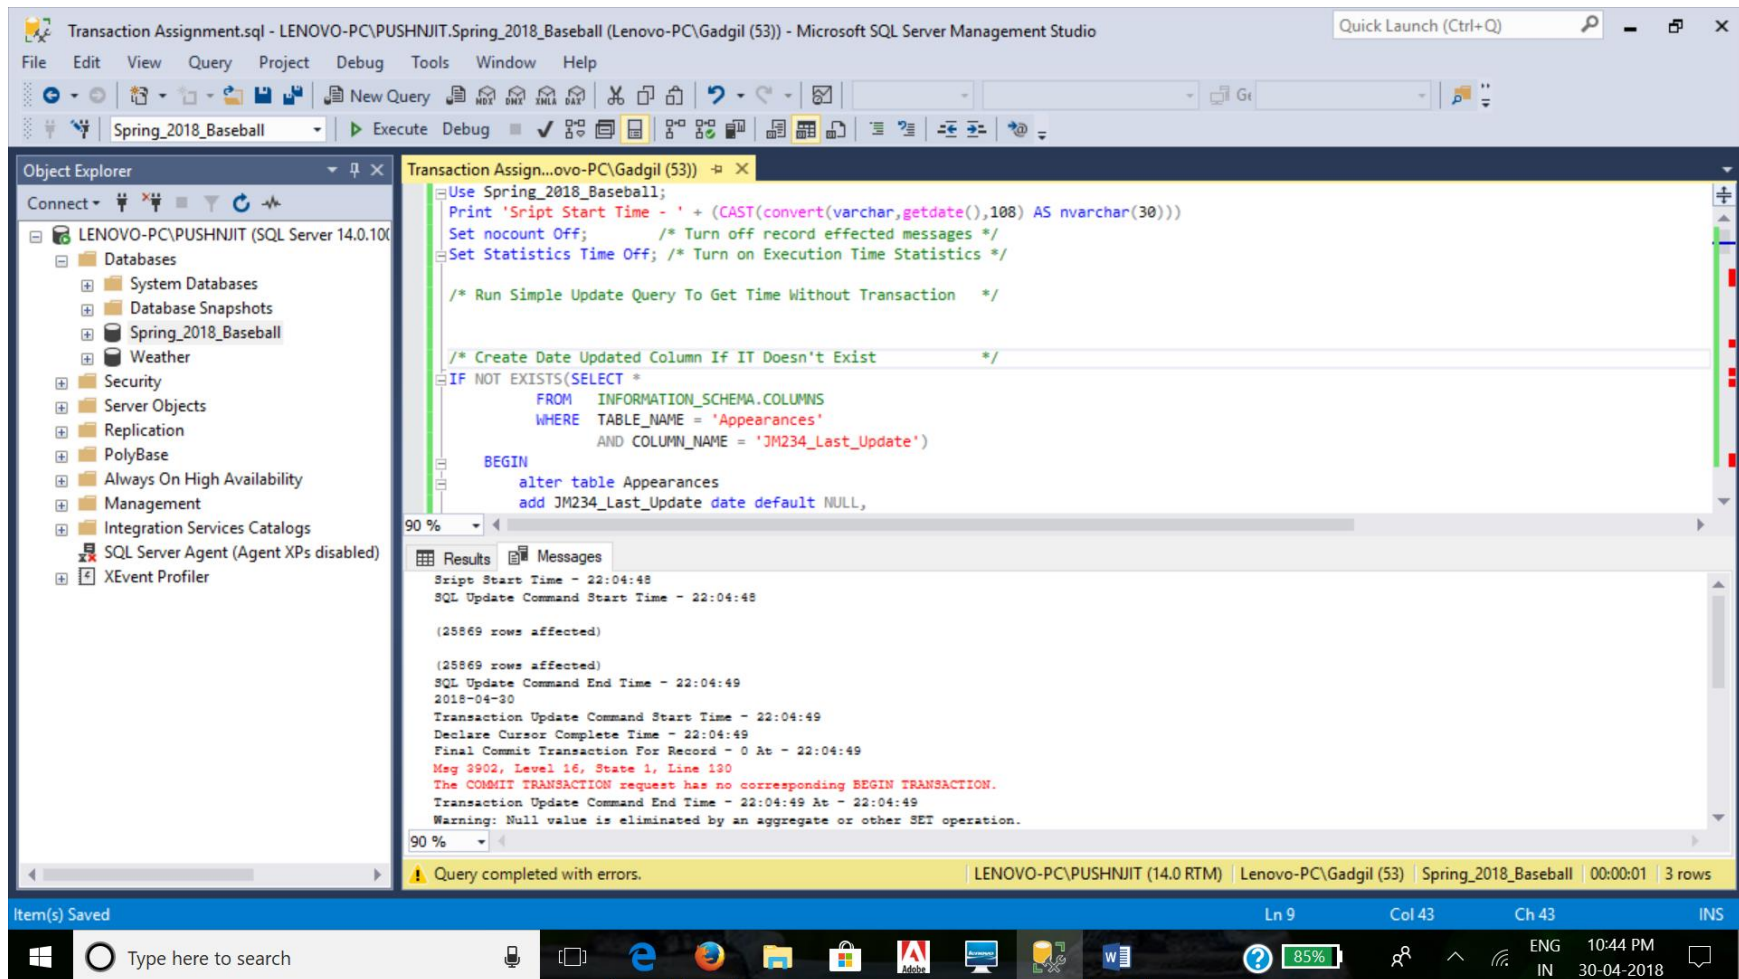 Transaction Assignment.sql - LENOVO-PC\PUSHNJIT.Spring_2018_Baseball (Lenovo-PC\Gadgil (53)) - Microsoft SQL Server Management Studio
Quick Launch (Ctrl+Q)
File Edit View Query Project Debug Tools Window Help
New Query MDX DMX XMLA DAX
Spring_2018_Baseball Execute Debug
Object Explorer
Connect
LENOVO-PC\PUSHNJIT (SQL Server 14.0.10
Databases
System Databases
Database Snapshots
Spring_2018_Baseball
Weather
Security
Server Objects
Replication
PolyBase
Always On High Availability
Management
Integration Services Catalogs
SQL Server Agent (Agent XPs disabled)
XEvent Profiler
Transaction Assign...ovo-PC\Gadgil (53))
Use Spring_2018_Baseball;
Print 'Sript Start Time - ' + (CAST(convert(varchar,getdate(),108) AS nvarchar(30)))
Set nocount Off; /* Turn off record effected messages */
Set Statistics Time Off; /* Turn on Execution Time Statistics */
/* Run Simple Update Query To Get Time Without Transaction */
/* Create Date Updated Column If IT Doesn't Exist */
IF NOT EXISTS(SELECT *
FROM INFORMATION_SCHEMA.COLUMNS
WHERE TABLE_NAME = 'Appearances'
AND COLUMN_NAME = 'JM234_Last_Update')
BEGIN
alter table Appearances
add JM234_Last_Update date default NULL,
90 %
Results Messages
Sript Start Time - 22:04:48
SQL Update Command Start Time - 22:04:48
(25869 rows affected)
(25869 rows affected)
SQL Update Command End Time - 22:04:49
2018-04-30
Transaction Update Command Start Time - 22:04:49
Declare Cursor Complete Time - 22:04:49
Final Commit Transaction For Record - 0 At - 22:04:49
Msg 3902, Level 16, State 1, Line 130
The COMMIT TRANSACTION request has no corresponding BEGIN TRANSACTION.
Transaction Update Command End Time - 22:04:49 At - 22:04:49
Warning: Null value is eliminated by an aggregate or other SET operation.
90 %
Query completed with errors. LENOVO-PC\PUSHNJIT (14.0 RTM) Lenovo-PC\Gadgil (53) Spring_2018_Baseball 00:00:01 3 rows
Item(s) Saved Ln 9 Col 43 Ch 43 INS
Type here to search Adobe 85% ENG 10:44 PM
IN 30-04-2018